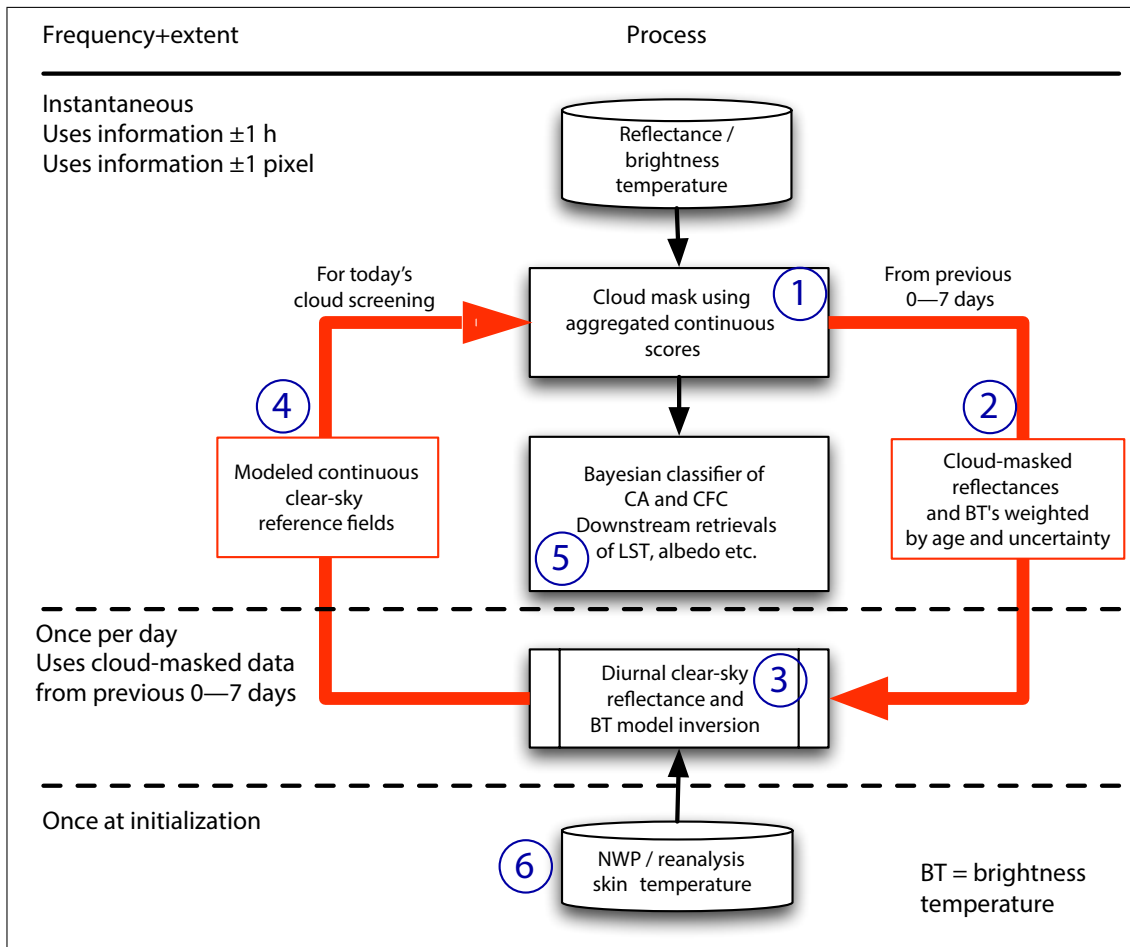 Frequency+extent
Process
Instantaneous
Uses information ±1 h
Uses information ±1 pixel
Reflectance /
brightness
temperature
For today's
cloud screening
Cloud mask using
aggregated continuous
scores
1
From previous
0—7 days
4
Modeled continuous
clear-sky
reference fields
Bayesian classifier of
CA and CFC
Downstream retrievals
of LST, albedo etc.
5
2
Cloud-masked
reflectances
and BT's weighted
by age and uncertainty
Once per day
Uses cloud-masked data
from previous 0—7 days
Diurnal clear-sky
reflectance and
BT model inversion
3
Once at initialization
6
NWP / reanalysis
skin temperature
BT = brightness
temperature